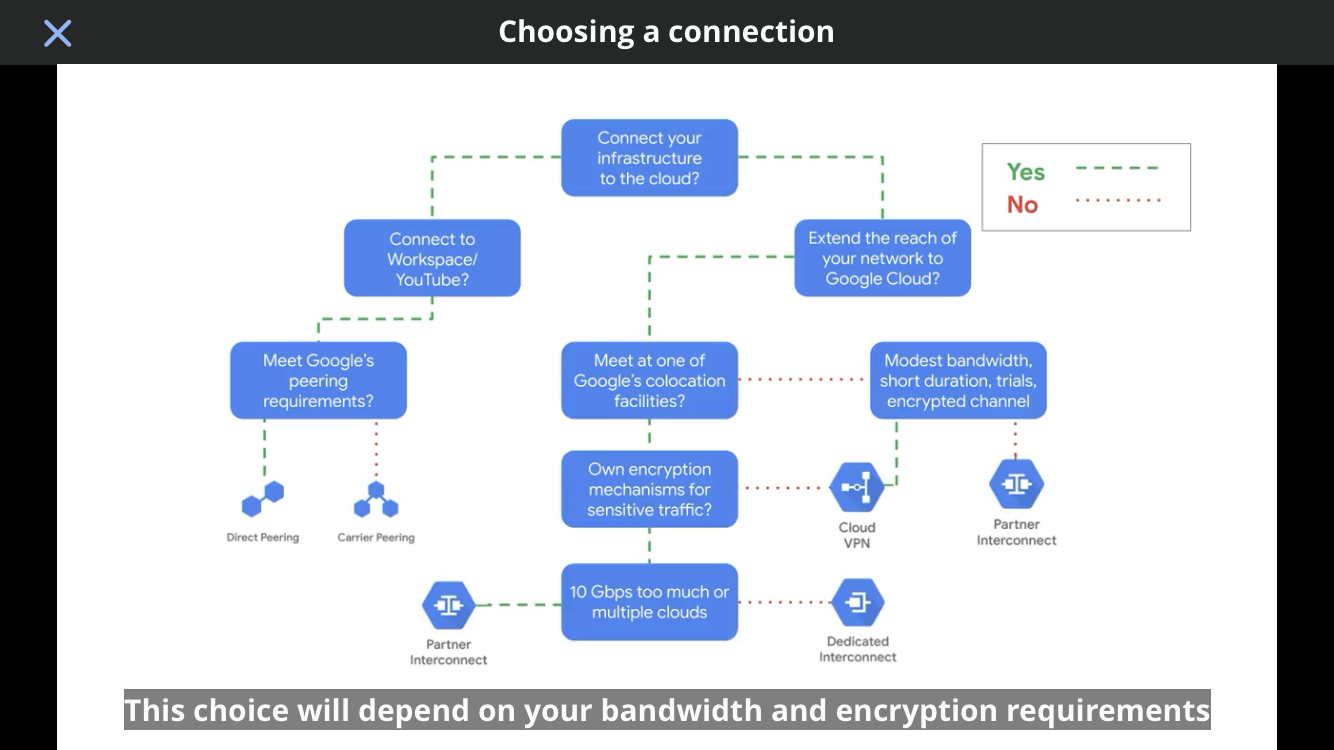 Choosing a connection
Connect your
infrastructure
to the cloud?
Yes
No
Connect to
Workspace/
YouTube?
Extend the reach of
your network to
Google Cloud?
Meet Google's
peering
requirements?
Meet at one of
Google's colocation
facilities?
Modest bandwidth,
short duration, trials,
encrypted channel
Own encryption
mechanisms for
sensitive traffic?
Direct Peering
Carrier Peering
Cloud
VPN
Partner
Interconnect
10 Gbps too much or
multiple clouds
Partner
Interconnect
Dedicated
Interconnect
This choice will depend on your bandwidth and encryption requirements